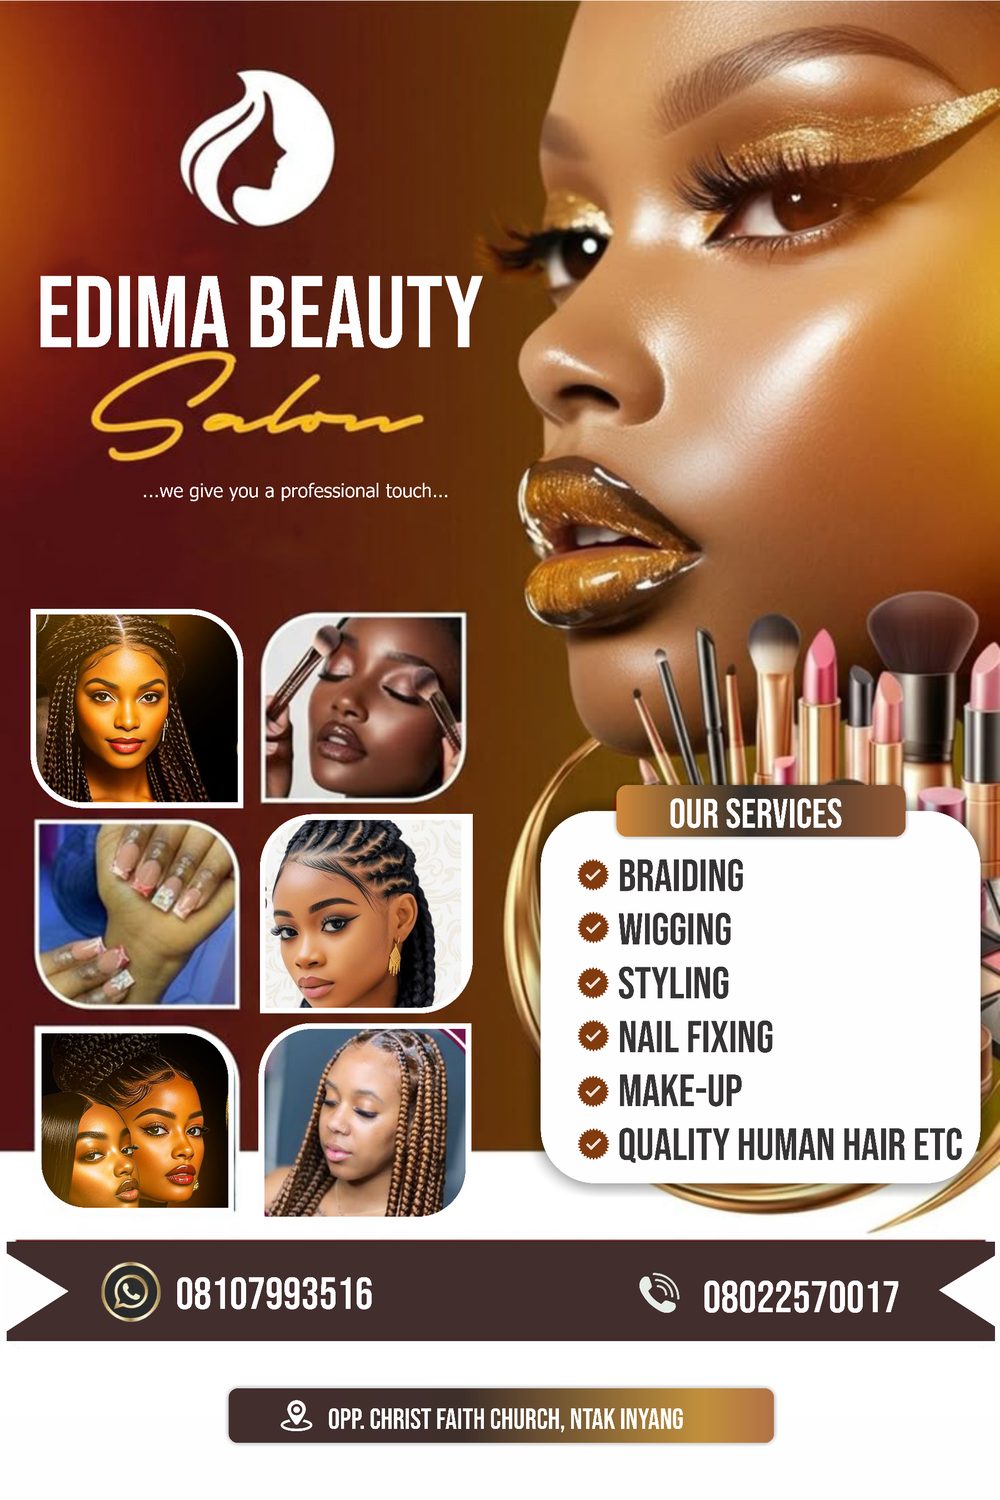 EDIMA BEAUTY
Salon
...we give you a professional touch...
OUR SERVICES
BRAIDING
WIGGING
STYLING
NAIL FIXING
MAKE-UP
QUALITY HUMAN HAIR ETC
08107993516
08022570017
OPP. CHRIST FAITH CHURCH, NTAK INYANG